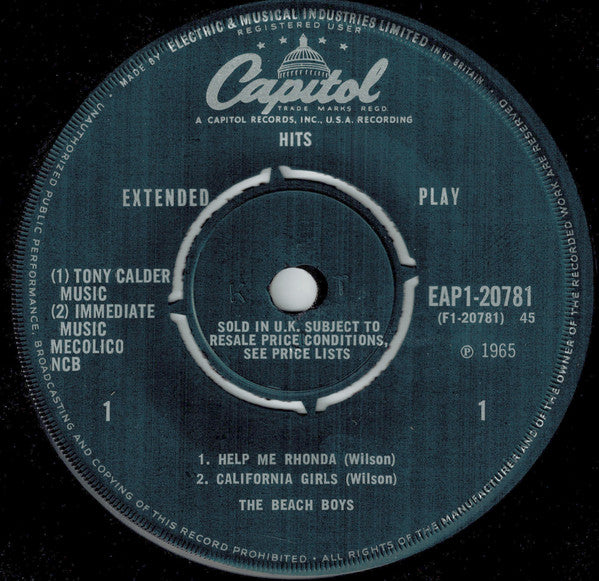 MADE BY ELECTRIC & MUSICAL INDUSTRIES LIMITED IN GT. BRITAIN.
REGISTERED USER
Capitol
TRADE MARKS REGD.
A CAPITOL RECORDS, INC., U.S.A. RECORDING
HITS
EXTENDED PLAY
(1) TONY CALDER
MUSIC
(2) IMMEDIATE
MUSIC
MECOLICO
NCB
EAP1-20781
(F1-20781) 45
℗ 1965
K T
SOLD IN U.K. SUBJECT TO
RESALE PRICE CONDITIONS,
SEE PRICE LISTS
1 1
1. HELP ME RHONDA (Wilson)
2. CALIFORNIA GIRLS (Wilson)
THE BEACH BOYS
UNAUTHORIZED PUBLIC PERFORMANCE, BROADCASTING AND COPYING OF THIS RECORD PROHIBITED • ALL RIGHTS OF THE MANUFACTURER AND OF THE OWNER OF THE RECORDED WORK ARE RESERVED.